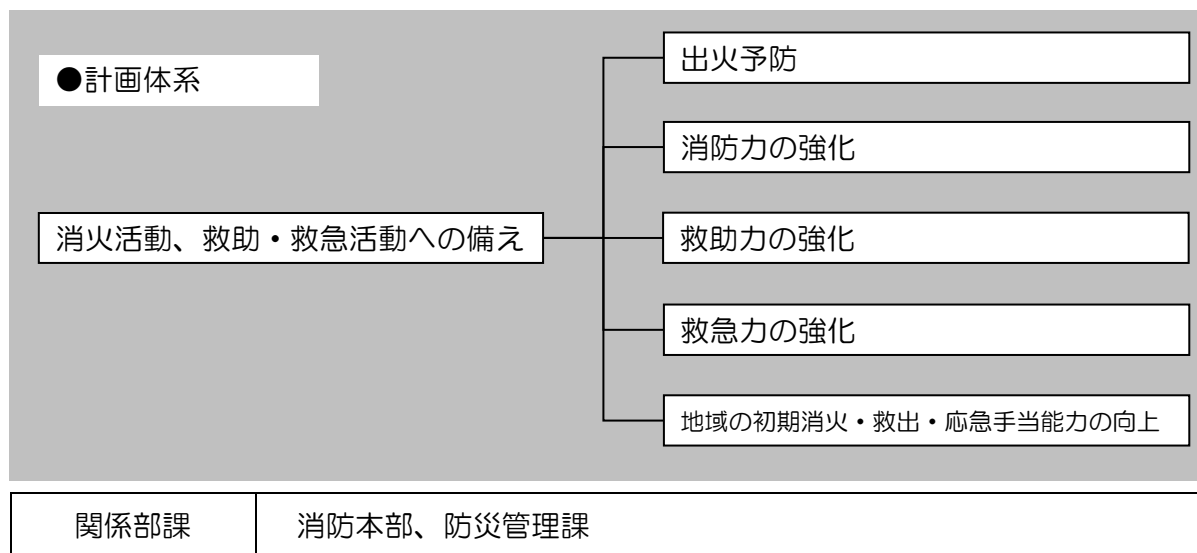 ●計画体系
消火活動、救助・救急活動への備え
出火予防
消防力の強化
救助力の強化
救急力の強化
地域の初期消火・救出・応急手当能力の向上
関係部課
消防本部、防災管理課